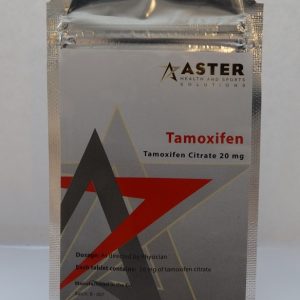 ASTER
HEALTH AND SPORTS
SOLUTIONS
Tamoxifen
Tamoxifen Citrate 20 mg
Dosage: As directed by Physician
Each tablet contains: 20 mg of tamoxifen citrate